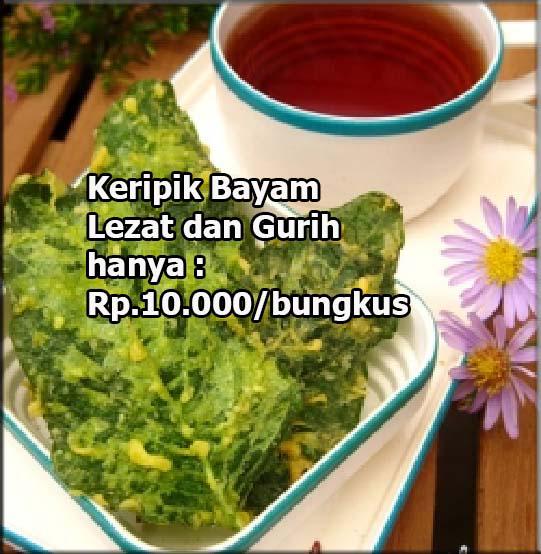 Keripik Bayam
Lezat dan Gurih
hanya :
Rp.10.000/bungkus